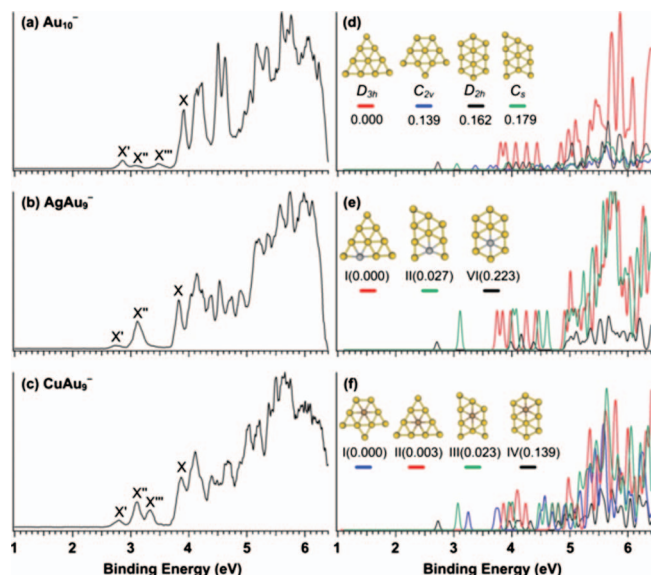 (a) Au10⁻
X' X'' X''' X
(b) AgAu9⁻
X' X'' X
(c) CuAu9⁻
X' X'' X''' X
1 2 3 4 5 6
Binding Energy (eV)
(d)
D3h C2v D2h Cs
0.000 0.139 0.162 0.179
(e)
I(0.000) II(0.027) VI(0.223)
(f)
I(0.000) II(0.003) III(0.023) IV(0.139)
1 2 3 4 5 6
Binding Energy (eV)